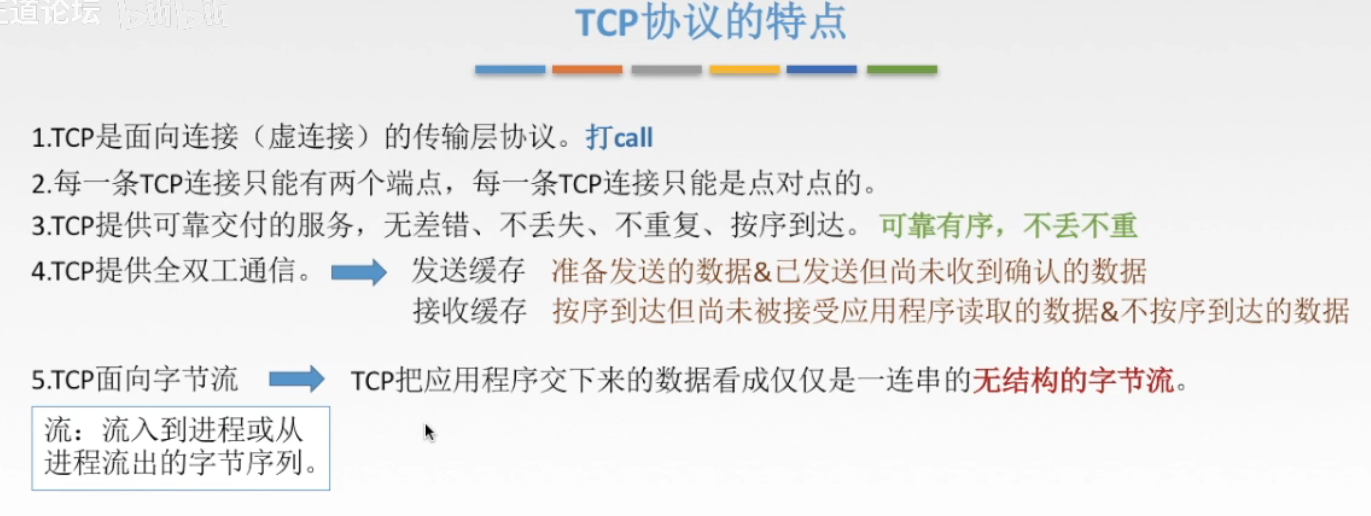 王道论坛 bilibili
TCP协议的特点
1.TCP是面向连接（虚连接）的传输层协议。打call
2.每一条TCP连接只能有两个端点，每一条TCP连接只能是点对点的。
3.TCP提供可靠交付的服务，无差错、不丢失、不重复、按序到达。可靠有序，不丢不重
4.TCP提供全双工通信。 发送缓存 准备发送的数据&已发送但尚未收到确认的数据
接收缓存 按序到达但尚未被接受应用程序读取的数据&不按序到达的数据
5.TCP面向字节流 TCP把应用程序交下来的数据看成仅仅是一连串的无结构的字节流。
流：流入到进程或从
进程流出的字节序列。